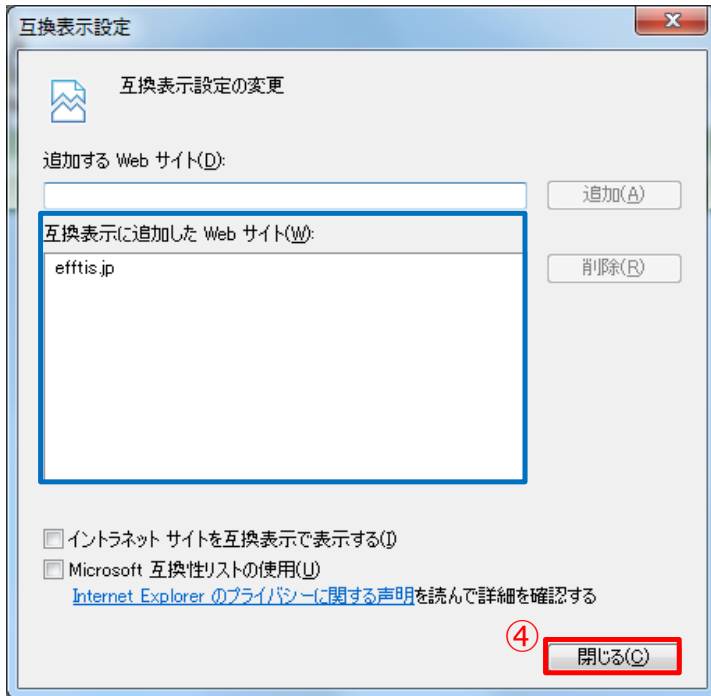 互換表示設定
互換表示設定の変更
追加する Web サイト(D):
追加(A)
互換表示に追加した Web サイト(W):
efftis.jp
削除(R)
イントラネット サイトを互換表示で表示する(I)
Microsoft 互換性リストの使用(U)
Internet Explorer のプライバシーに関する声明を読んで詳細を確認する
④
閉じる(C)